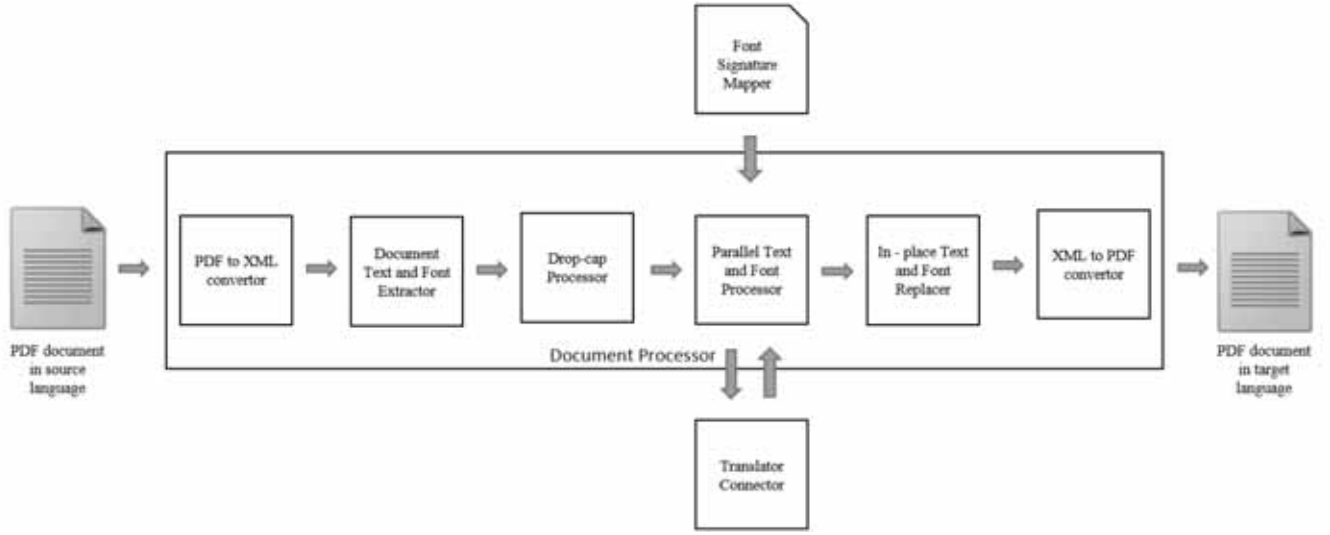 Font
Signature
Mapper
PDF to XML
convertor
Document
Text and Font
Extractor
Drop-cap
Processor
Parallel Text
and Font
Processor
In - place Text
and Font
Replacer
XML to PDF
convertor
PDF document
in source
language
Document Processor
PDF document
in target
language
Translator
Connector